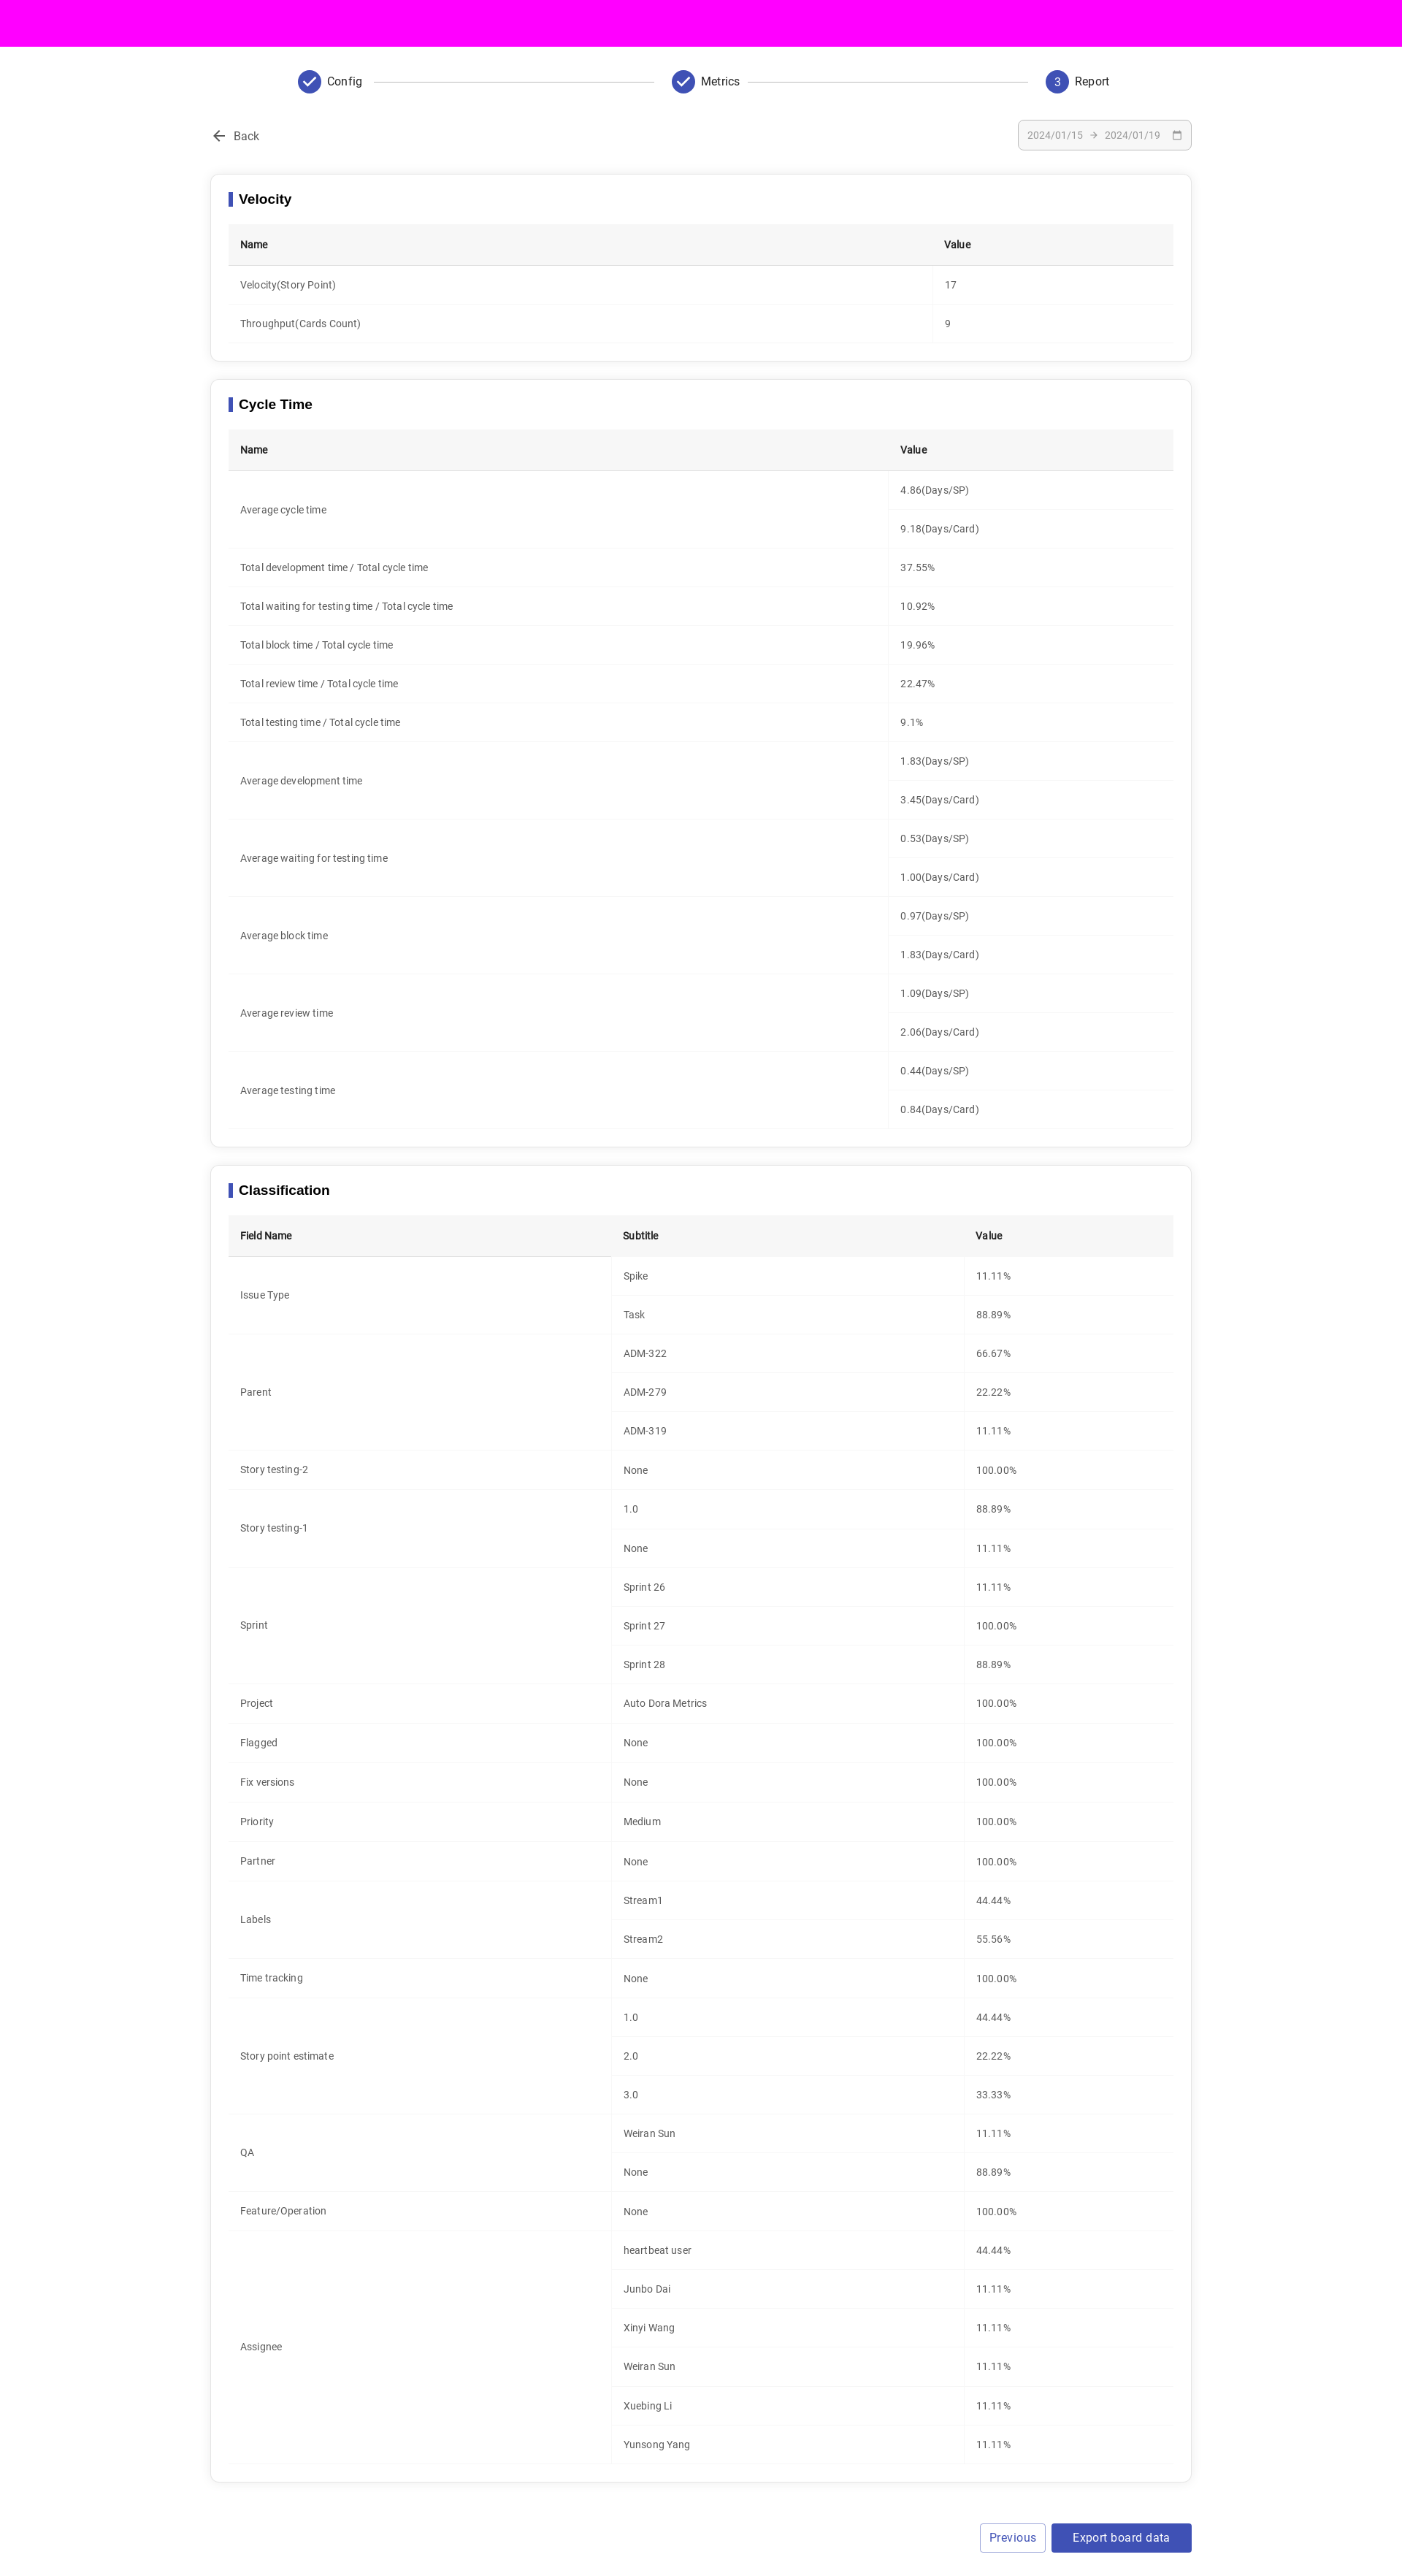 Config
Metrics
3
Report
Back
2024/01/15
2024/01/19
Velocity
Name Value
Velocity(Story Point) 17
Throughput(Cards Count) 9
Cycle Time
Name Value
Average cycle time
4.86(Days/SP)
9.18(Days/Card)
Total development time / Total cycle time 37.55%
Total waiting for testing time / Total cycle time 10.92%
Total block time / Total cycle time 19.96%
Total review time / Total cycle time 22.47%
Total testing time / Total cycle time 9.1%
Average development time
1.83(Days/SP)
3.45(Days/Card)
Average waiting for testing time
0.53(Days/SP)
1.00(Days/Card)
Average block time
0.97(Days/SP)
1.83(Days/Card)
Average review time
1.09(Days/SP)
2.06(Days/Card)
Average testing time
0.44(Days/SP)
0.84(Days/Card)
Classification
Field Name Subtitle Value
Issue Type
Spike 11.11%
Task 88.89%
Parent
ADM-322 66.67%
ADM-279 22.22%
ADM-319 11.11%
Story testing-2 None 100.00%
Story testing-1
1.0 88.89%
None 11.11%
Sprint
Sprint 26 11.11%
Sprint 27 100.00%
Sprint 28 88.89%
Project Auto Dora Metrics 100.00%
Flagged None 100.00%
Fix versions None 100.00%
Priority Medium 100.00%
Partner None 100.00%
Labels
Stream1 44.44%
Stream2 55.56%
Time tracking None 100.00%
Story point estimate
1.0 44.44%
2.0 22.22%
3.0 33.33%
QA
Weiran Sun 11.11%
None 88.89%
Feature/Operation None 100.00%
Assignee
heartbeat user 44.44%
Junbo Dai 11.11%
Xinyi Wang 11.11%
Weiran Sun 11.11%
Xuebing Li 11.11%
Yunsong Yang 11.11%
Previous
Export board data